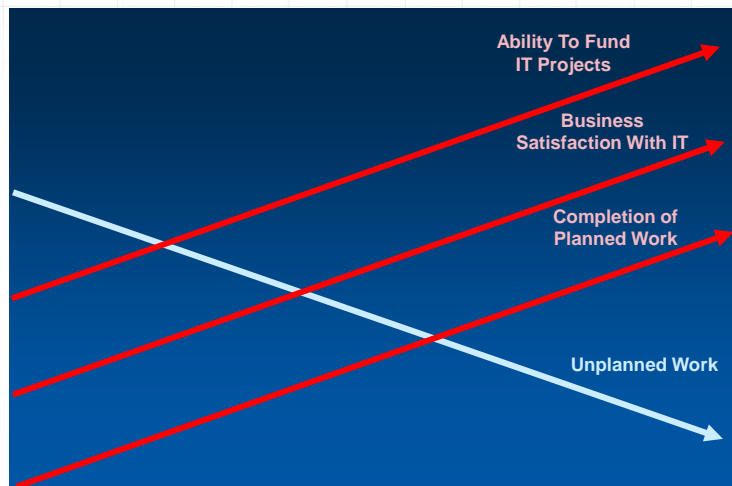 Ability To Fund
IT Projects
Business
Satisfaction With IT
Completion of
Planned Work
Unplanned Work